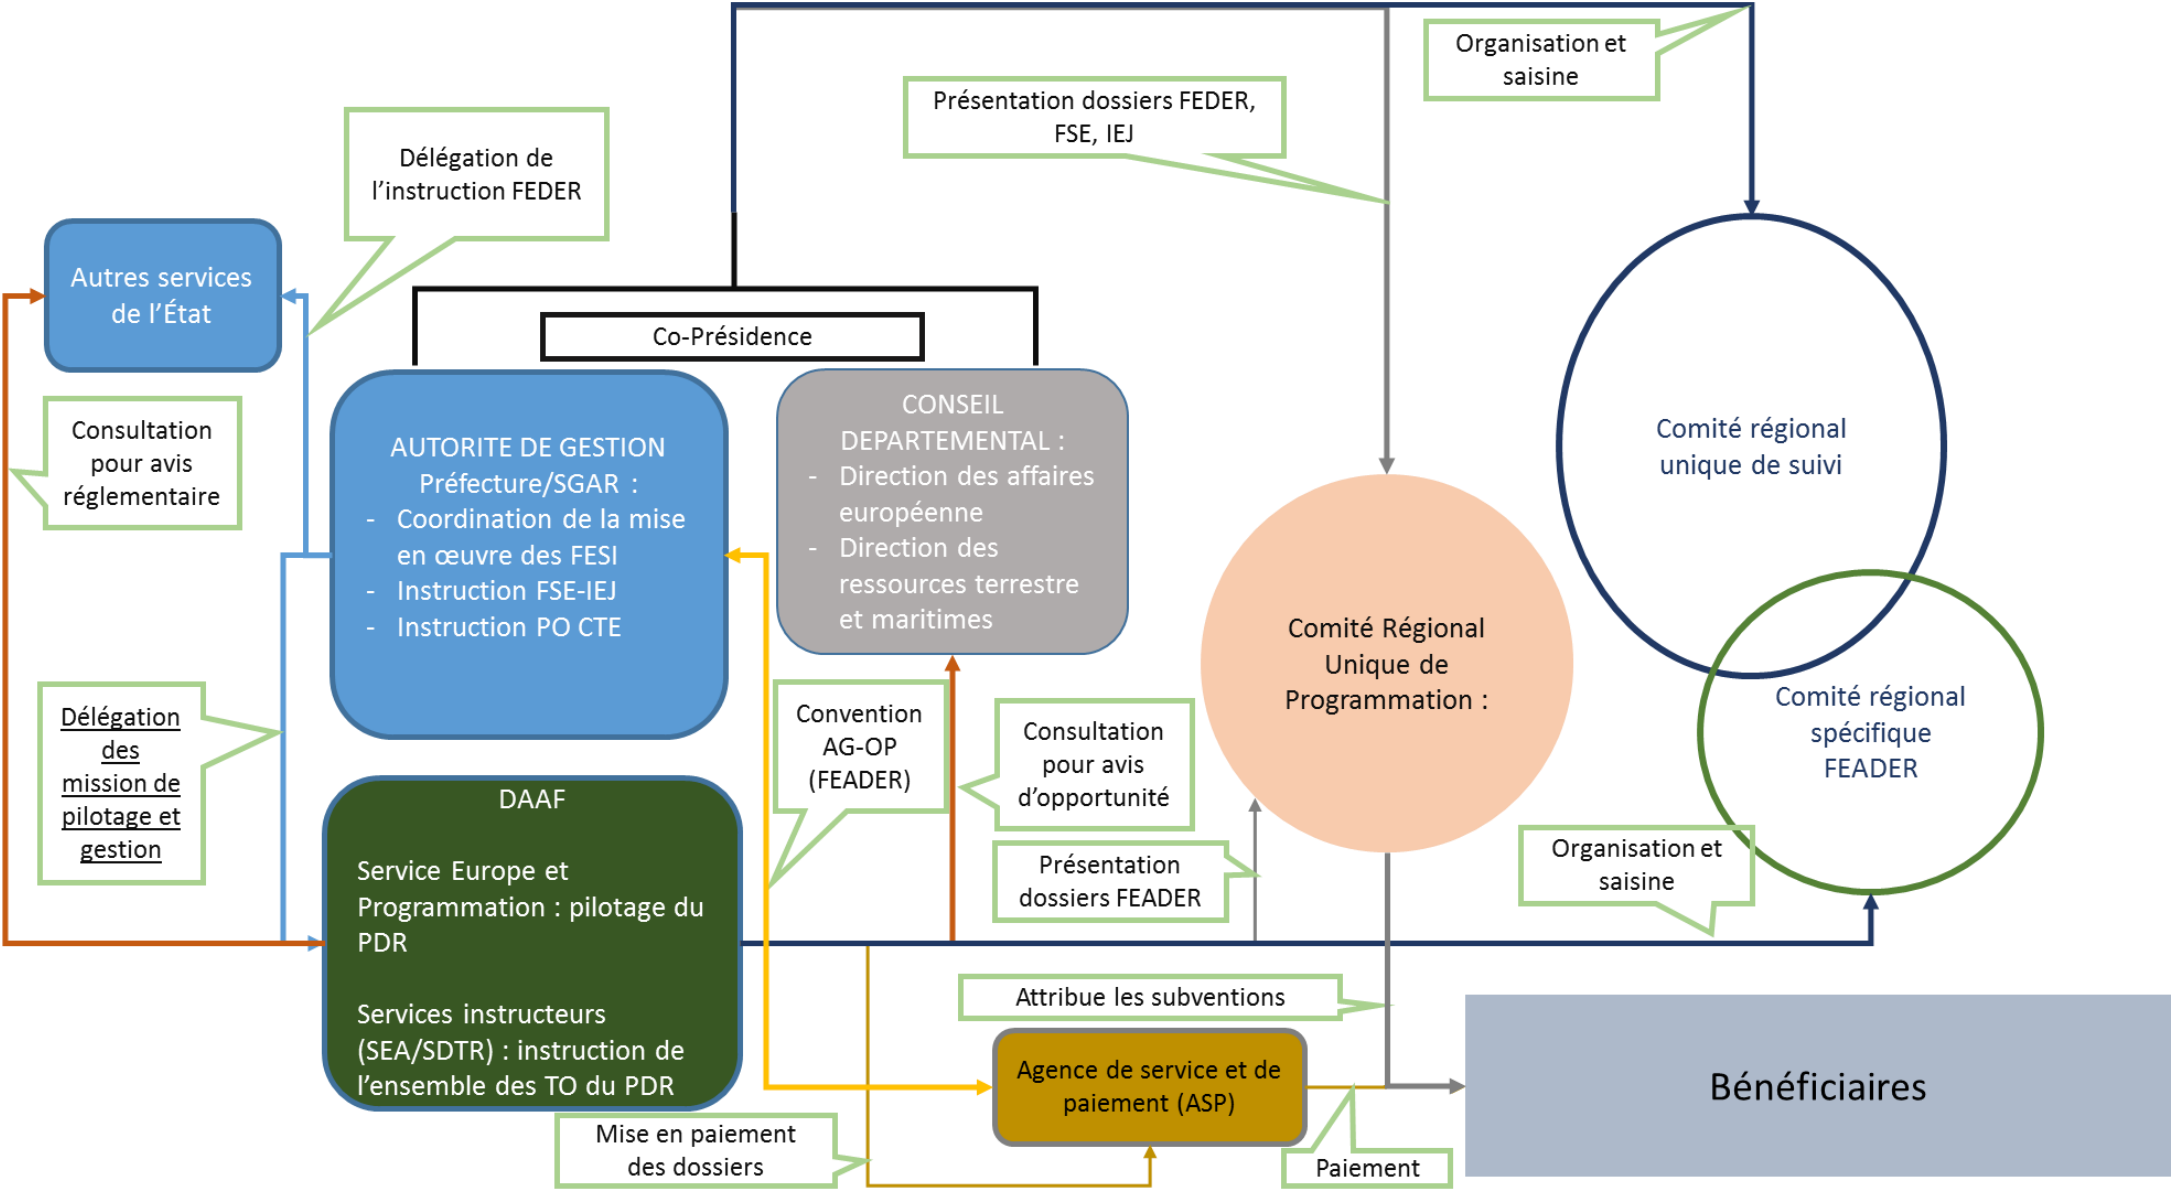 Organisation et
saisine
Présentation dossiers FEDER,
FSE, IEJ
Délégation de
l’instruction FEDER
Autres services
de l’État
Co-Présidence
Consultation
pour avis
réglementaire
AUTORITE DE GESTION
Préfecture/SGAR :
- Coordination de la mise
en œuvre des FESI
- Instruction FSE-IEJ
- Instruction PO CTE
CONSEIL
DEPARTEMENTAL :
- Direction des affaires
européenne
- Direction des
ressources terrestre
et maritimes
Comité régional
unique de suivi
Comité Régional
Unique de
Programmation :
Comité régional
spécifique
FEADER
Délégation
des
mission de
pilotage et
gestion
Convention
AG-OP
(FEADER)
Consultation
pour avis
d’opportunité
DAAF
Service Europe et
Programmation : pilotage du
PDR
Services instructeurs
(SEA/SDTR) : instruction de
l’ensemble des TO du PDR
Présentation
dossiers FEADER
Organisation et
saisine
Attribue les subventions
Agence de service et de
paiement (ASP)
Bénéficiaires
Mise en paiement
des dossiers
Paiement